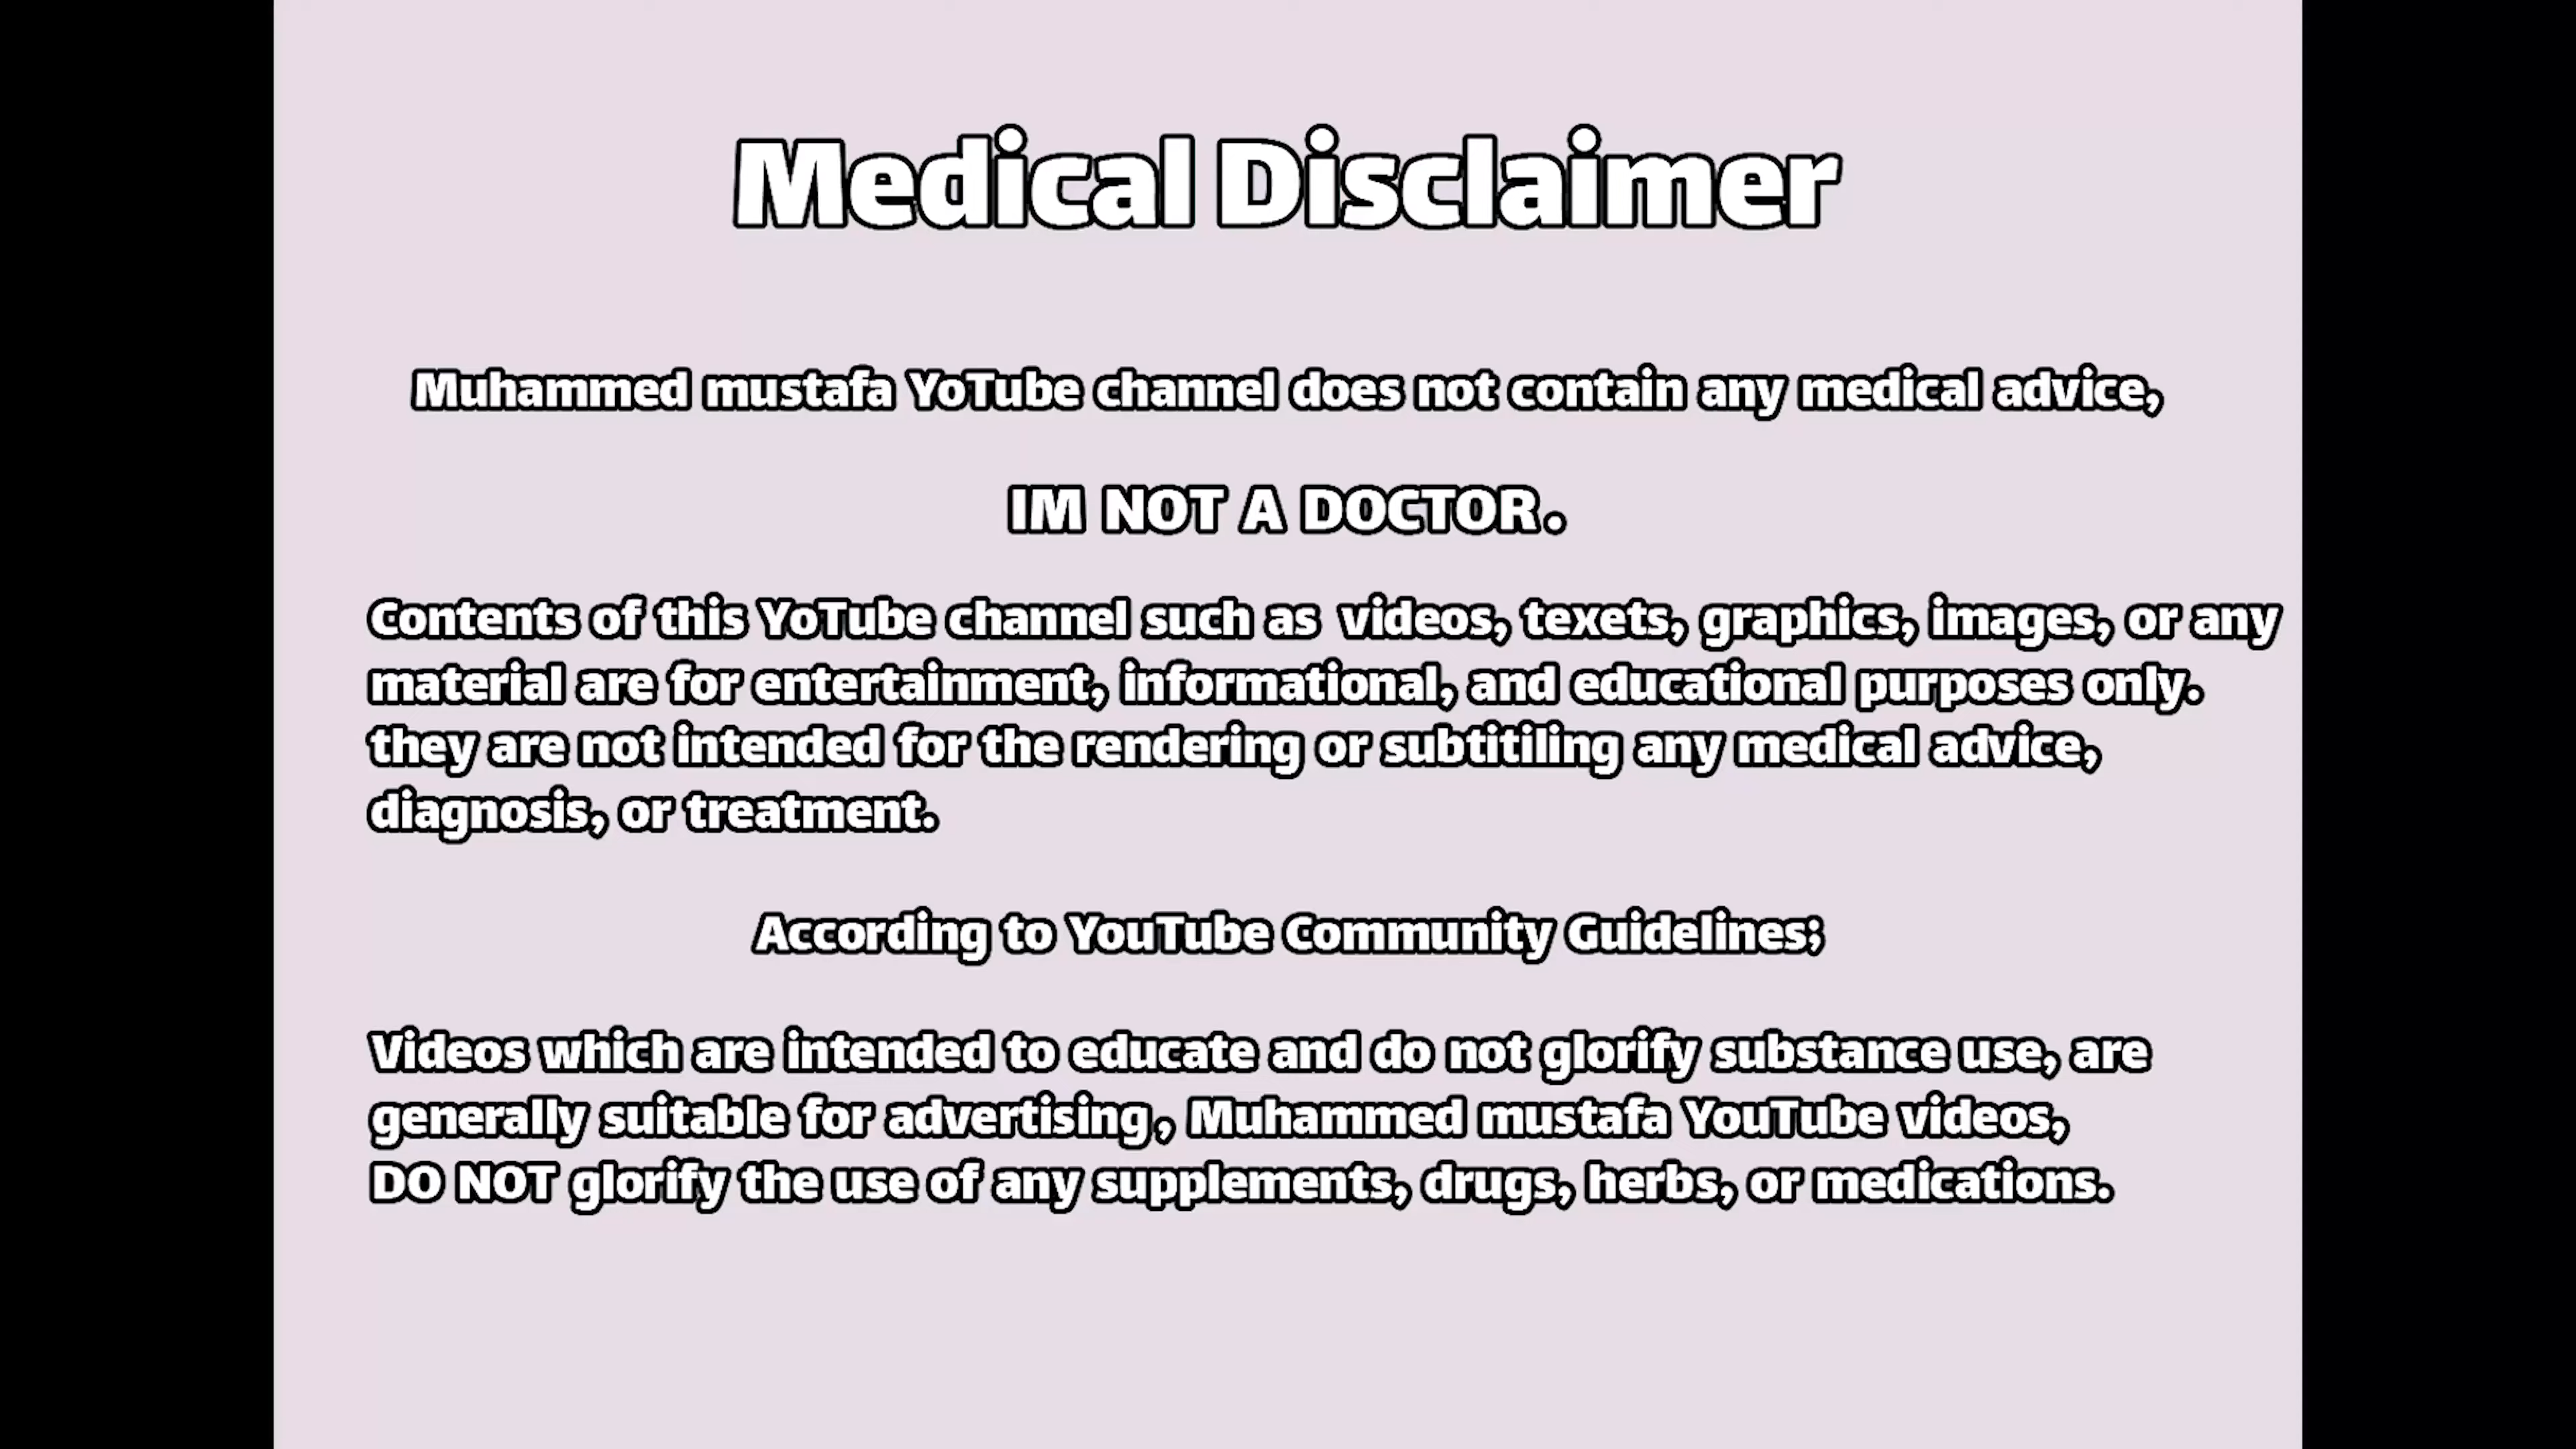 Medical Disclaimer
Muhammed mustafa YoTube channel does not contain any medical advice,
IM NOT A DOCTOR.
Contents of this YoTube channel such as videos, texets, graphics, images, or any
material are for entertainment, informational, and educational purposes only.
they are not intended for the rendering or subtitiling any medical advice,
diagnosis, or treatment.
According to YouTube Community Guidelines;
Videos which are intended to educate and do not glorify substance use, are
generally suitable for advertising, Muhammed mustafa YouTube videos,
DO NOT glorify the use of any supplements, drugs, herbs, or medications.